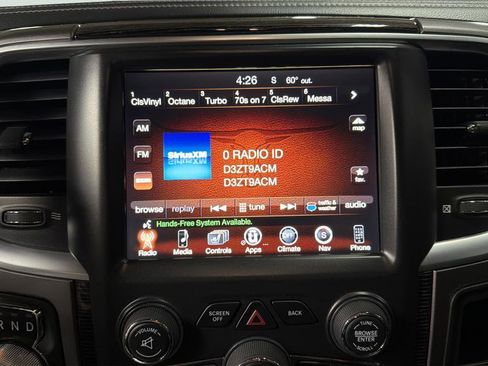 4:26 S 60° out.
1 ClsVinyl 2 Octane 3 Turbo 4 70s on 7 5 ClsRew 6 Messa
AM
map
SiriusXM
0 RADIO ID
FM
D3ZT9ACM
D3ZT9ACM
fav.
browse replay tune traffic & weather audio
Hands-Free System Available.
OFF S
Radio Media Controls Apps Climate Nav Phone
R N D
SCREEN OFF
BACK
VOLUME
TUNE
BROWSE
ENTER
SCROLL